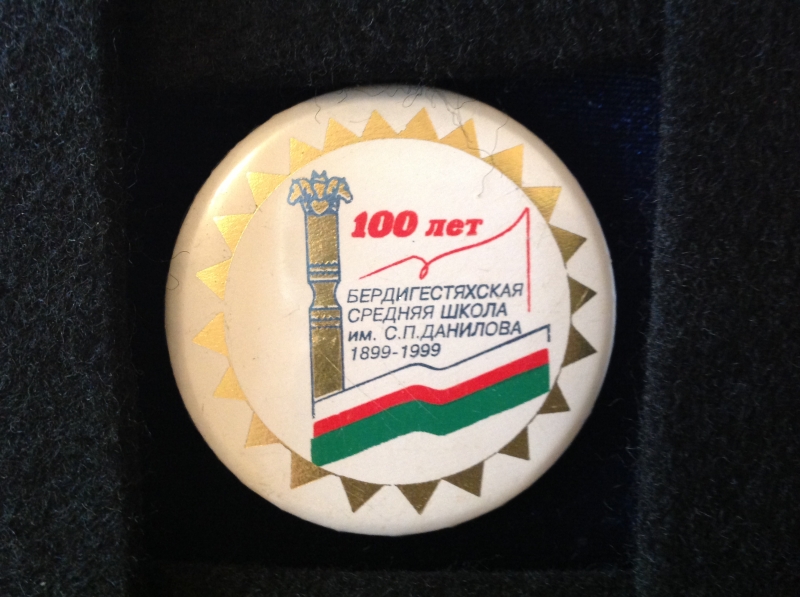 100 лет
БЕРДИГЕСТЯХСКАЯ
СРЕДНЯЯ ШКОЛА
им. С.П.ДАНИЛОВА
1899-1999